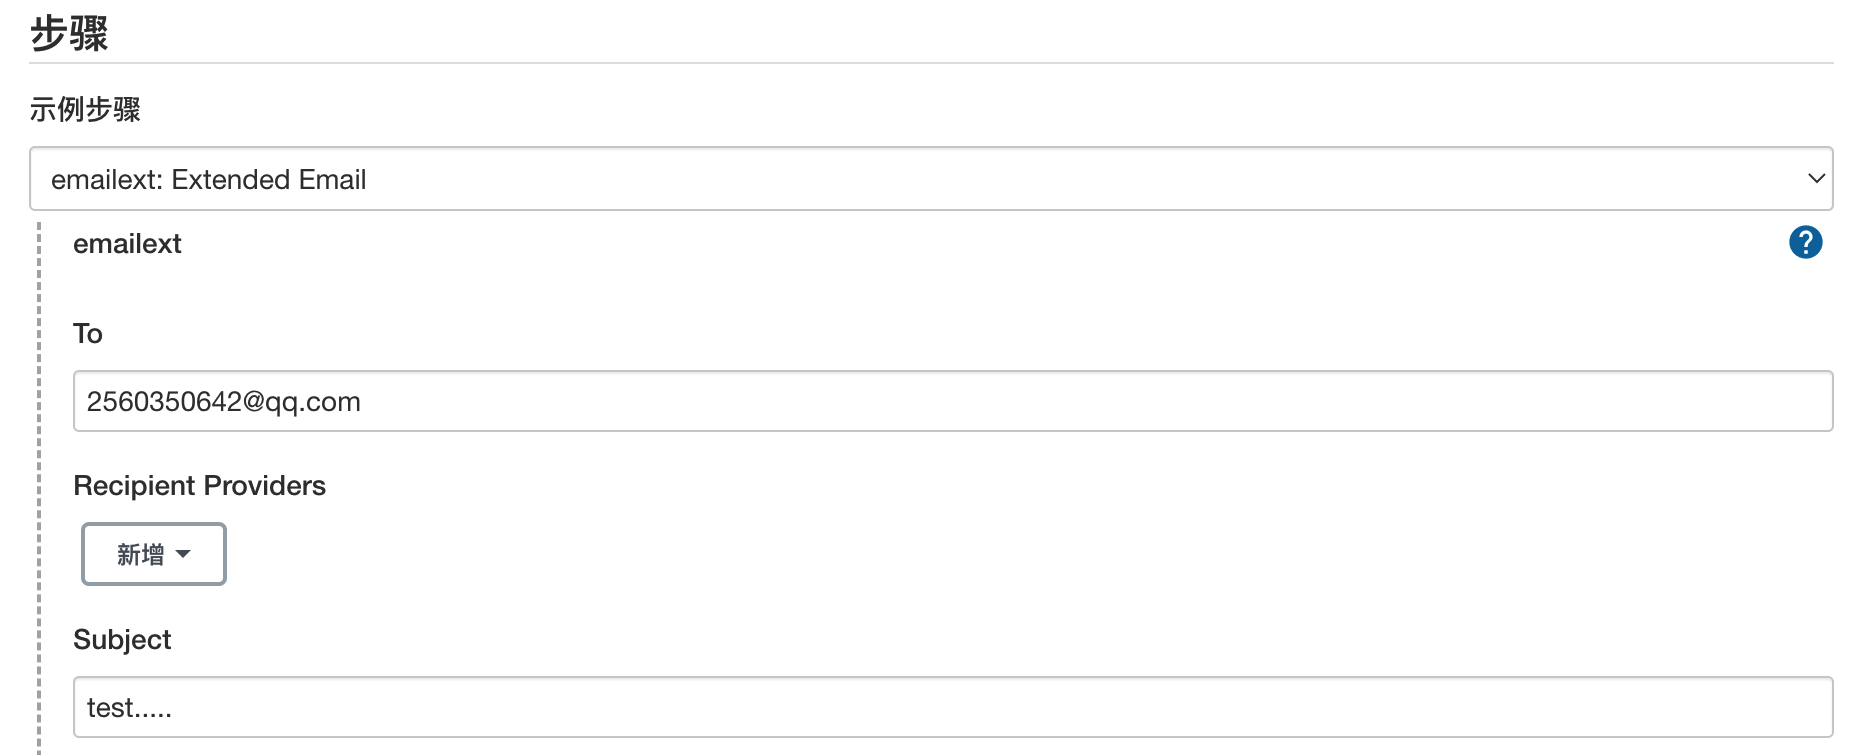 步骤
示例步骤
emailext: Extended Email
emailext
?
To
2560350642@qq.com
Recipient Providers
新增
Subject
test.....